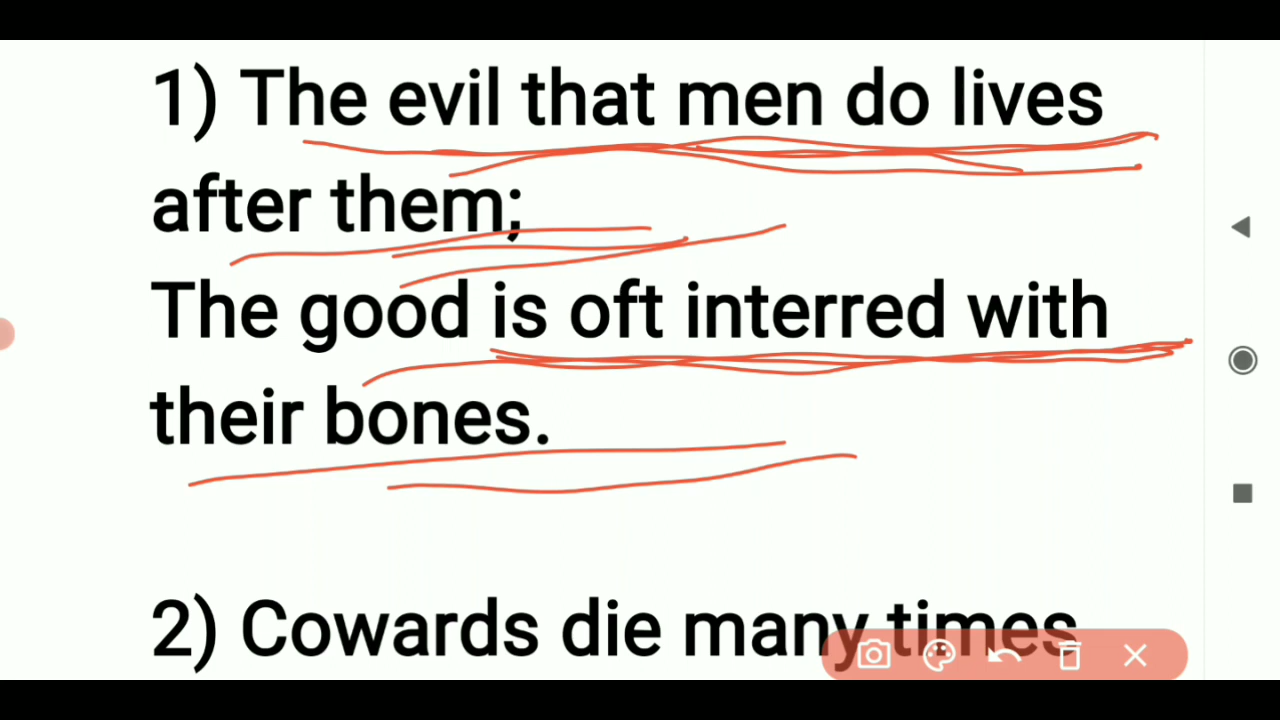 1) The evil that men do lives
after them;
The good is oft interred with
their bones.
2) Cowards die many times